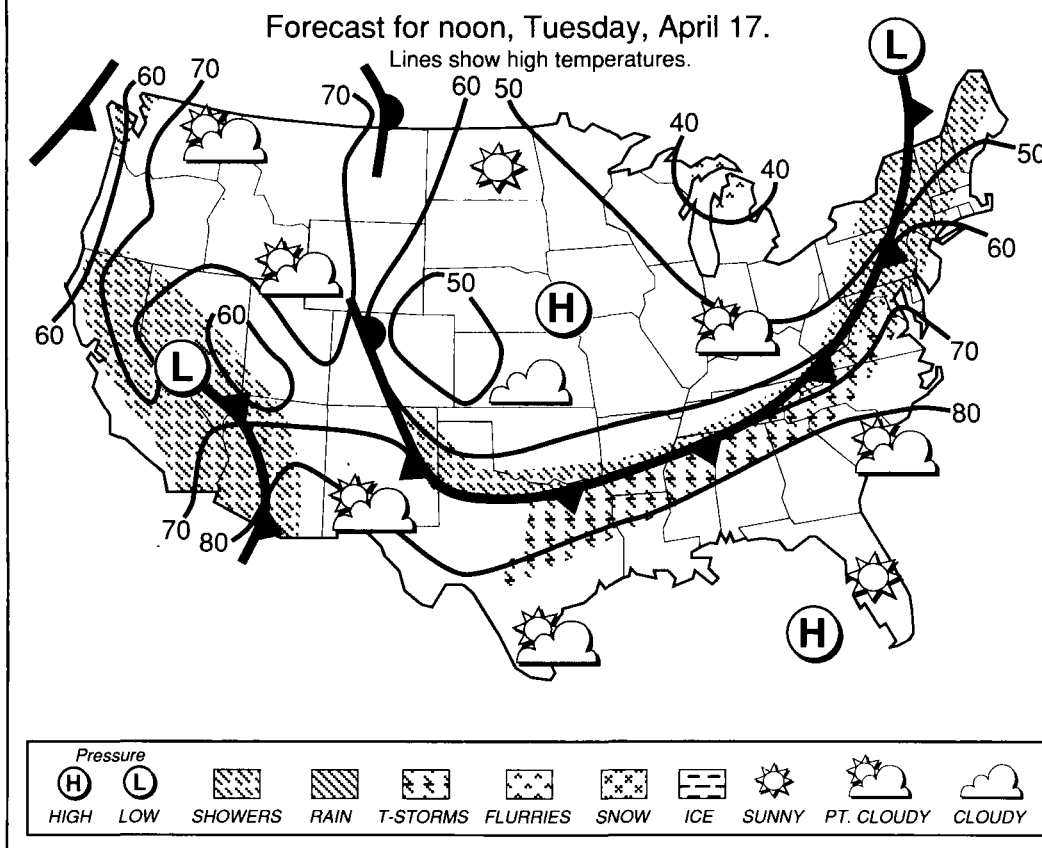 Forecast for noon, Tuesday, April 17.
Lines show high temperatures.
L
60
70
70
60
50
40
40
50
60
50
H
60
60
L
70
80
70
80
H
Pressure
H
L
HIGH
LOW
SHOWERS
RAIN
T-STORMS
FLURRIES
SNOW
ICE
SUNNY
PT. CLOUDY
CLOUDY